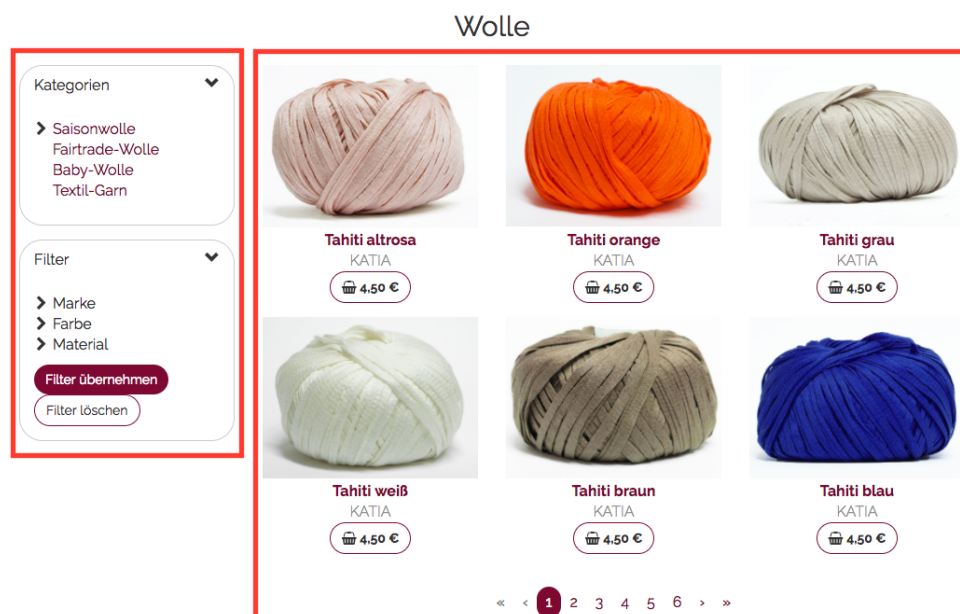 Wolle
Kategorien
Saisonwolle
Fairtrade-Wolle
Baby-Wolle
Textil-Garn
Filter
Marke
Farbe
Material
Filter übernehmen
Filter löschen
Tahiti altrosa
KATIA
4,50 €
Tahiti orange
KATIA
4,50 €
Tahiti grau
KATIA
4,50 €
Tahiti weiß
KATIA
4,50 €
Tahiti braun
KATIA
4,50 €
Tahiti blau
KATIA
4,50 €
« ‹ 1 2 3 4 5 6 › »